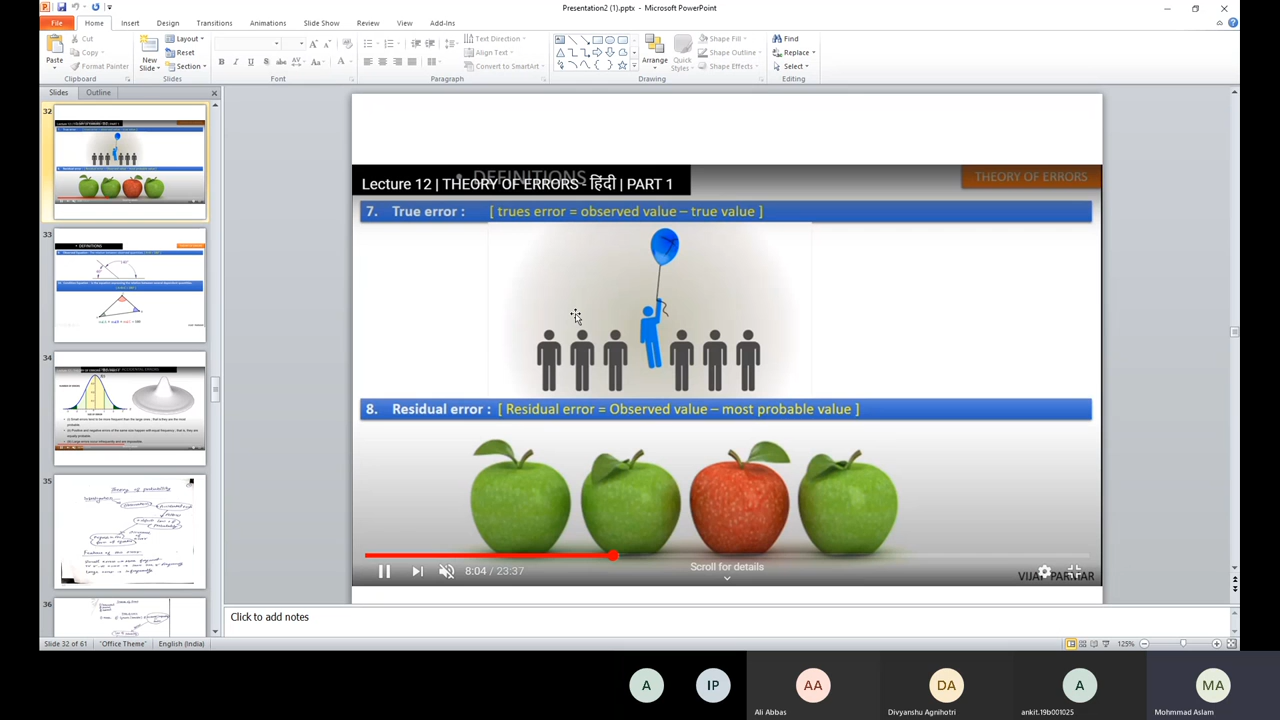 Presentation2 (1).pptx - Microsoft PowerPoint
File Home Insert Design Transitions Animations Slide Show Review View Add-Ins
Cut
Copy
Format Painter
Paste
Clipboard
New
Slide
Layout
Reset
Section
Slides
Font
Text Direction
Align Text
Convert to SmartArt
Paragraph
Arrange
Quick
Styles
Shape Fill
Shape Outline
Shape Effects
Drawing
Find
Replace
Select
Editing
Slides Outline
32
33
34
35
36
• DEFINITIONS
Lecture 12 | THEORY OF ERRORS - हिंदी | PART 1
THEORY OF ERRORS
7. True error : [ trues error = observed value – true value ]
8. Residual error : [ Residual error = Observed value – most probable value ]
8:04 / 23:37
Scroll for details
VIJAY PARMAR
Click to add notes
Slide 32 of 61 "Office Theme" English (India) 125%
A IP AA DA A MA
Ali Abbas Divyanshu Agnihotri ankit.19b001025 Mohmmad Aslam